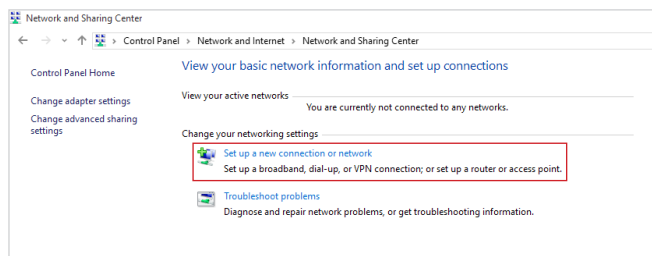 Network and Sharing Center
Control Panel > Network and Internet > Network and Sharing Center
Control Panel Home
Change adapter settings
Change advanced sharing
settings
View your basic network information and set up connections
View your active networks
You are currently not connected to any networks.
Change your networking settings
Set up a new connection or network
Set up a broadband, dial-up, or VPN connection; or set up a router or access point.
Troubleshoot problems
Diagnose and repair network problems, or get troubleshooting information.